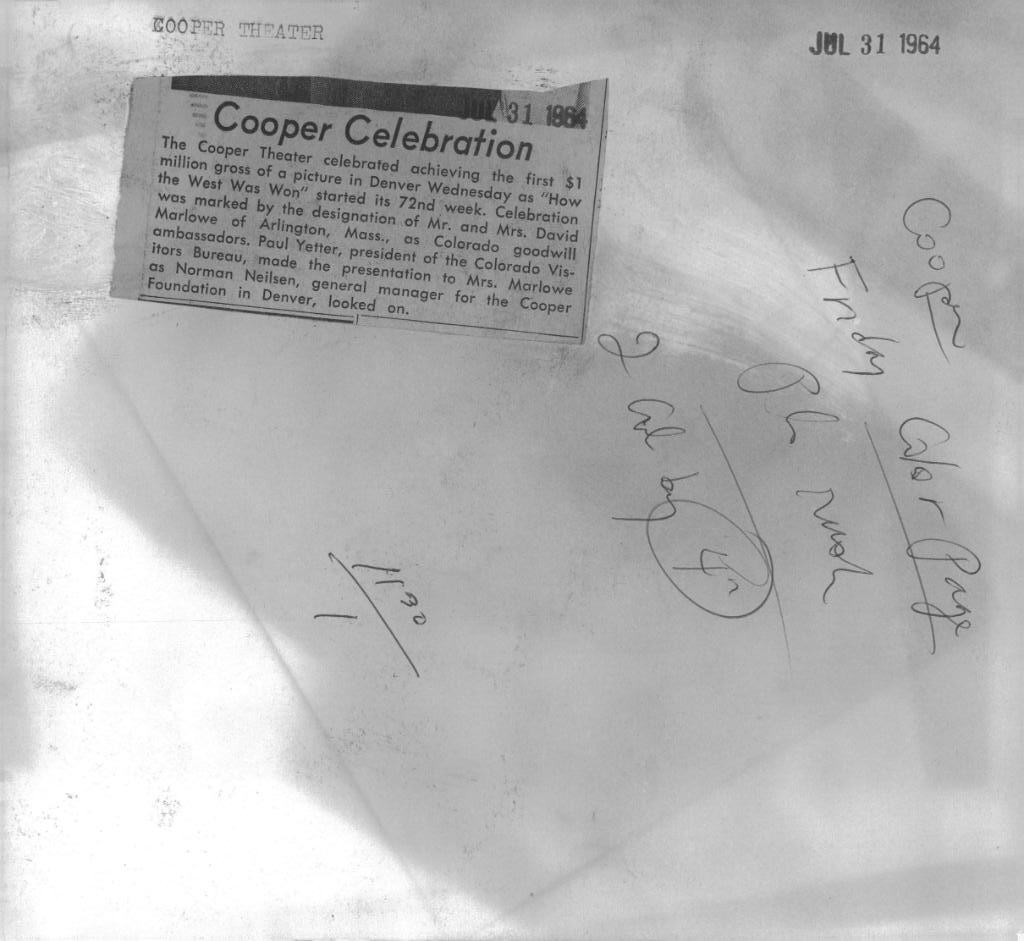 COOPER THEATER
JUL 31 1964
JUL 31 1964
Cooper Celebration
The Cooper Theater celebrated achieving the first $1
million gross of a picture in Denver Wednesday as "How
the West Was Won" started its 72nd week. Celebration
was marked by the designation of Mr. and Mrs. David
Marlowe of Arlington, Mass., as Colorado goodwill
ambassadors. Paul Yetter, president of the Colorado Vis-
itors Bureau, made the presentation to Mrs. Marlowe
as Norman Neilsen, general manager for the Cooper
Foundation in Denver, looked on.
Cooper
Friday
Color Page
2 Col
1130
1